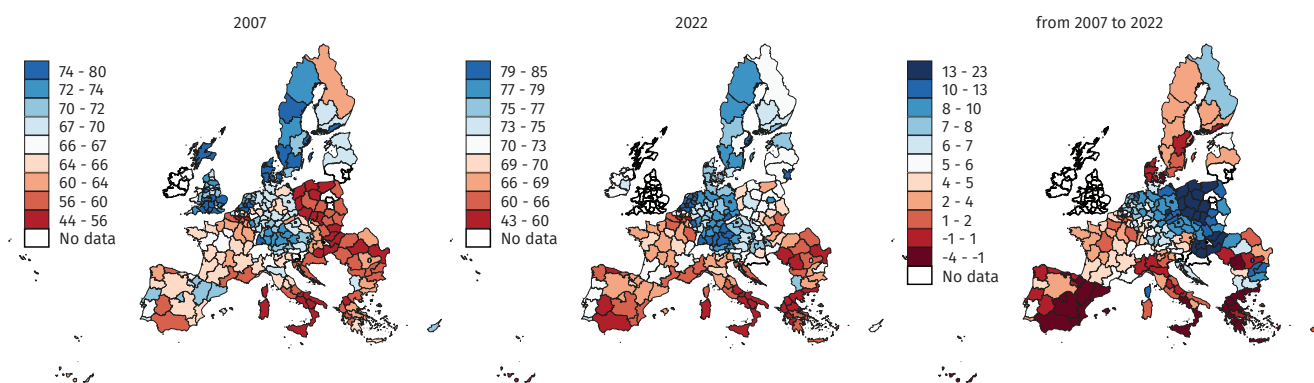 2007
74 - 80
72 - 74
70 - 72
67 - 70
66 - 67
64 - 66
60 - 64
56 - 60
44 - 56
No data
2022
79 - 85
77 - 79
75 - 77
73 - 75
70 - 73
69 - 70
66 - 69
60 - 66
43 - 60
No data
from 2007 to 2022
13 - 23
10 - 13
8 - 10
7 - 8
6 - 7
5 - 6
4 - 5
2 - 4
1 - 2
-1 - 1
-4 - -1
No data